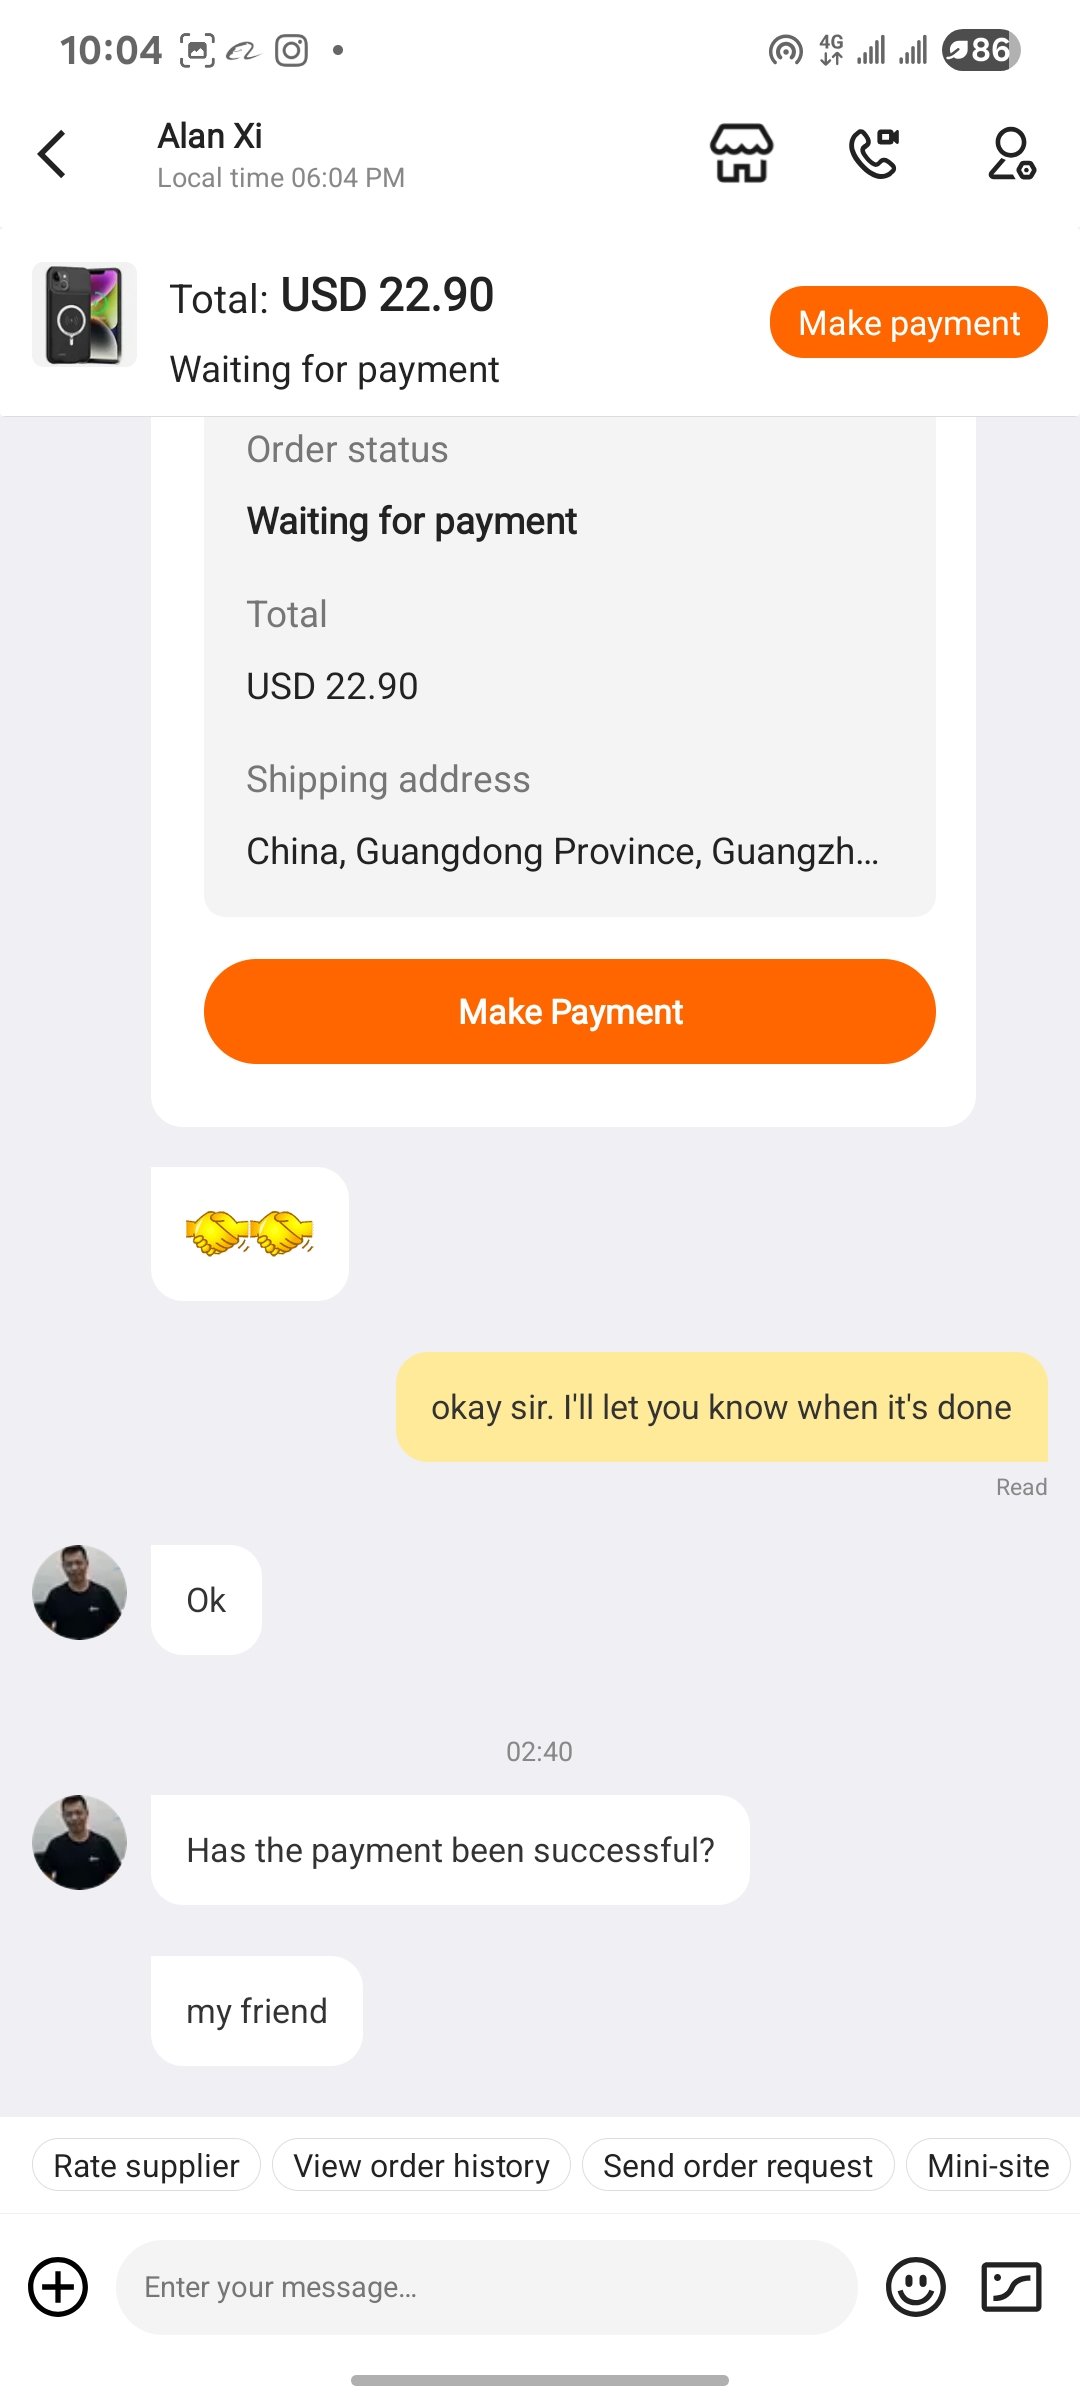 10:04
4G
86
Alan Xi
Local time 06:04 PM
Total: USD 22.90
Waiting for payment
Make payment
Order status
Waiting for payment
Total
USD 22.90
Shipping address
China, Guangdong Province, Guangzh...
Make Payment
okay sir. I'll let you know when it's done
Read
Ok
02:40
Has the payment been successful?
my friend
Rate supplier
View order history
Send order request
Mini-site
Enter your message...